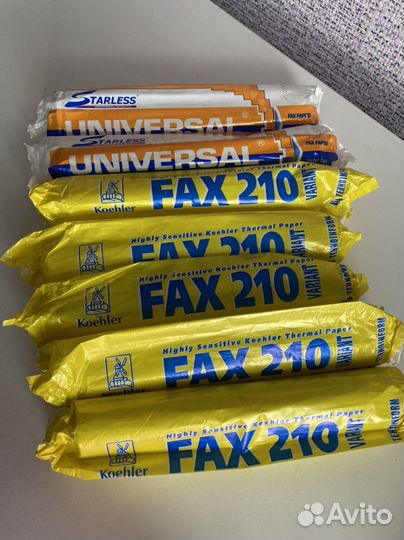 STARLESS®
UNIVERSAL®
FAX PAPER
STARLESS®
UNIVERSAL®
FAX PAPER
Koehler
FAX 210
VARIANT
Highly Sensitive Koehler Thermal Paper
Koehler
FAX 210
VARIANT
Highly Sensitive Koehler Thermal Paper
Koehler
FAX 210
VARIANT
Highly Sensitive Koehler Thermal Paper
Koehler
FAX 210
VARIANT
Highly Sensitive Koehler Thermal Paper
Koehler
FAX 210
VARIANT
Avito